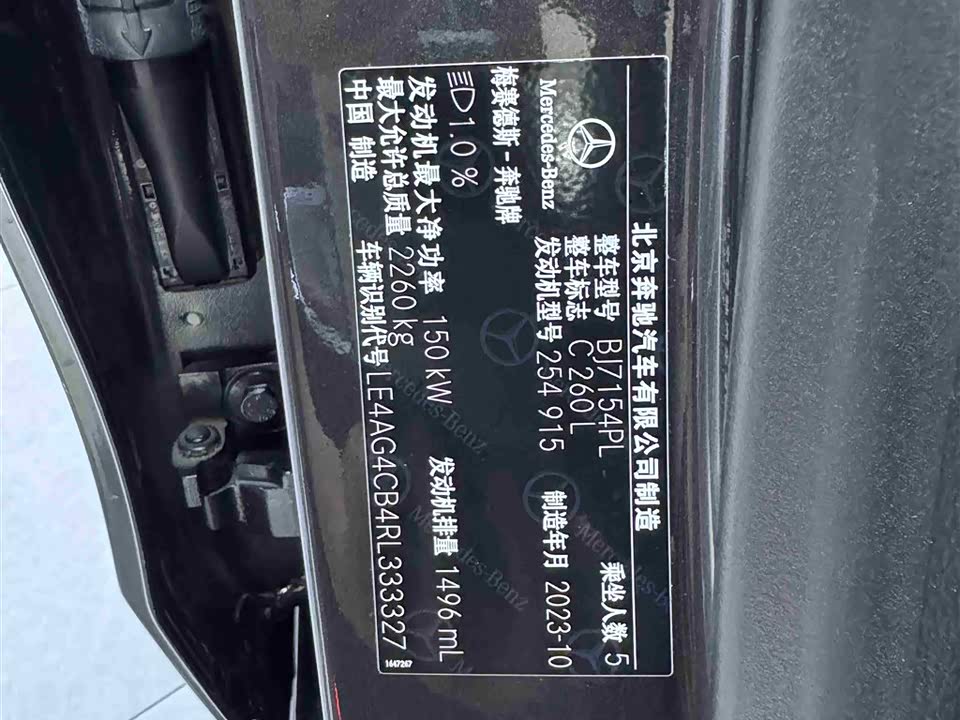 北京奔驰汽车有限公司制造
Mercedes-Benz
梅赛德斯-奔驰牌
整车型号 BJ7154PL
整车标志 C 260 L
发动机型号 254 915
乘坐人数 5
制造年月 2023-10
1.0 %
发动机最大净功率 150 kW
发动机排量 1496 mL
最大允许总质量 2260 kg
中国 制造
车辆识别代号 LE4AG4CB4RL333327
1647267